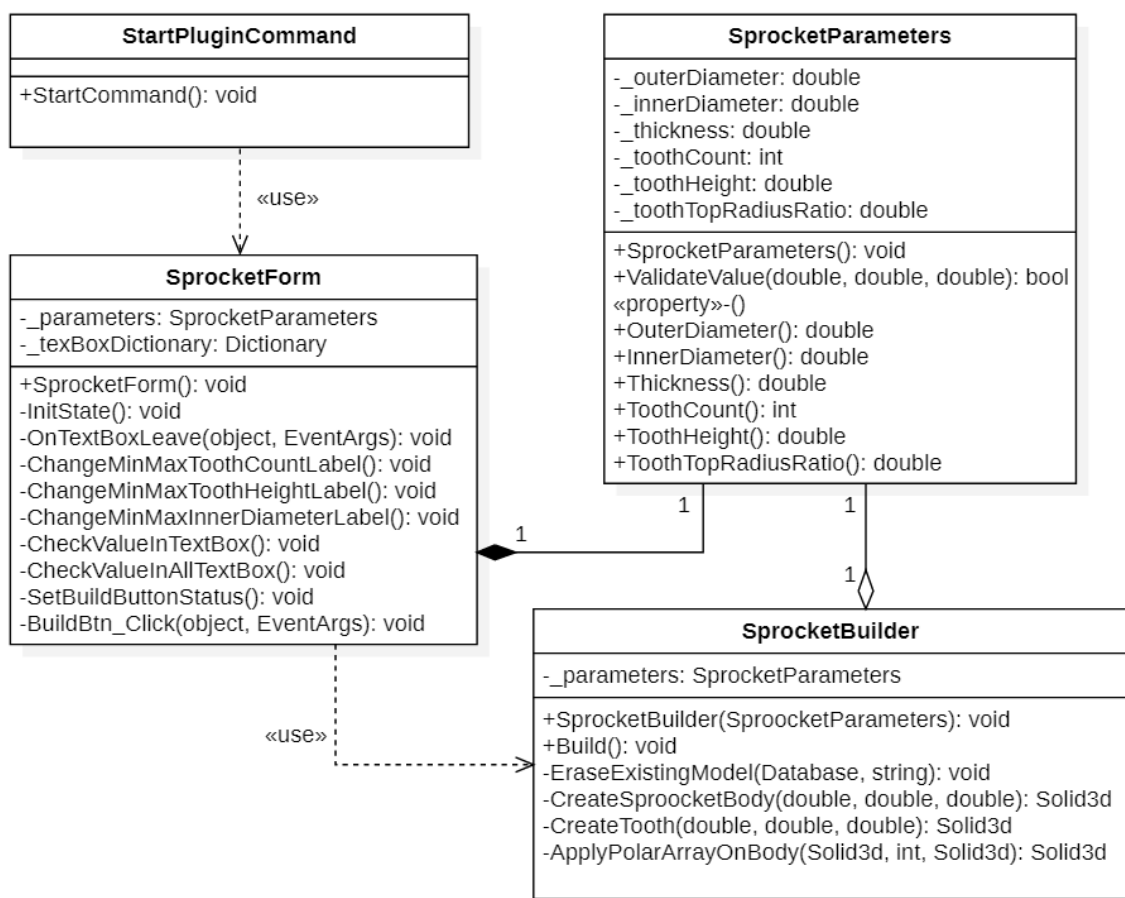 StartPluginCommand
+StartCommand(): void
«use»
SprocketForm
-_parameters: SprocketParameters
-_texBoxDictionary: Dictionary
+SprocketForm(): void
-InitState(): void
-OnTextBoxLeave(object, EventArgs): void
-ChangeMinMaxToothCountLabel(): void
-ChangeMinMaxToothHeightLabel(): void
-ChangeMinMaxInnerDiameterLabel(): void
-CheckValueInTextBox(): void
-CheckValueInAllTextBox(): void
-SetBuildButtonStatus(): void
-BuildBtn_Click(object, EventArgs): void
SprocketParameters
-_outerDiameter: double
-_innerDiameter: double
-_thickness: double
-_toothCount: int
-_toothHeight: double
-_toothTopRadiusRatio: double
+SprocketParameters(): void
+ValidateValue(double, double, double): bool
«property»-()
+OuterDiameter(): double
+InnerDiameter(): double
+Thickness(): double
+ToothCount(): int
+ToothHeight(): double
+ToothTopRadiusRatio(): double
1
1
1
1
«use»
SprocketBuilder
-_parameters: SprocketParameters
+SprocketBuilder(SproocketParameters): void
+Build(): void
-EraseExistingModel(Database, string): void
-CreateSproocketBody(double, double, double): Solid3d
-CreateTooth(double, double, double): Solid3d
-ApplyPolarArrayOnBody(Solid3d, int, Solid3d): Solid3d